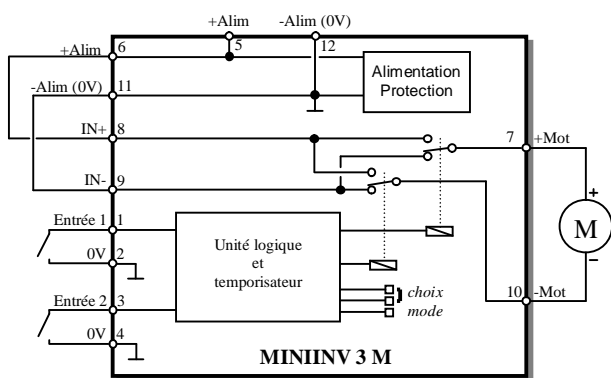 +Alim
-Alim (0V)
+Alim
6
5
12
Alimentation
Protection
-Alim (0V)
11
IN+
8
7
+Mot
IN-
9
+
M
−
Entrée 1
1
0V
2
Unité logique
et
temporisateur
choix
mode
Entrée 2
3
0V
4
10
-Mot
MINIINV 3 M